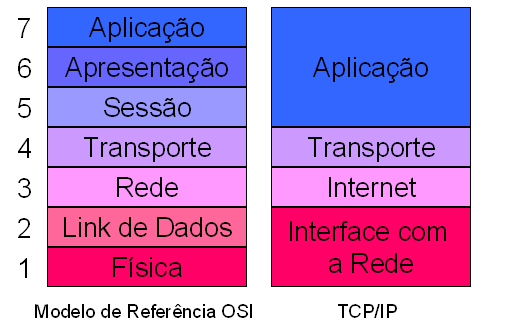 7 Aplicação
6 Apresentação
5 Sessão
Aplicação
4 Transporte Transporte
3 Rede Internet
2 Link de Dados
1 Física
Interface com
a Rede
Modelo de Referência OSI TCP/IP